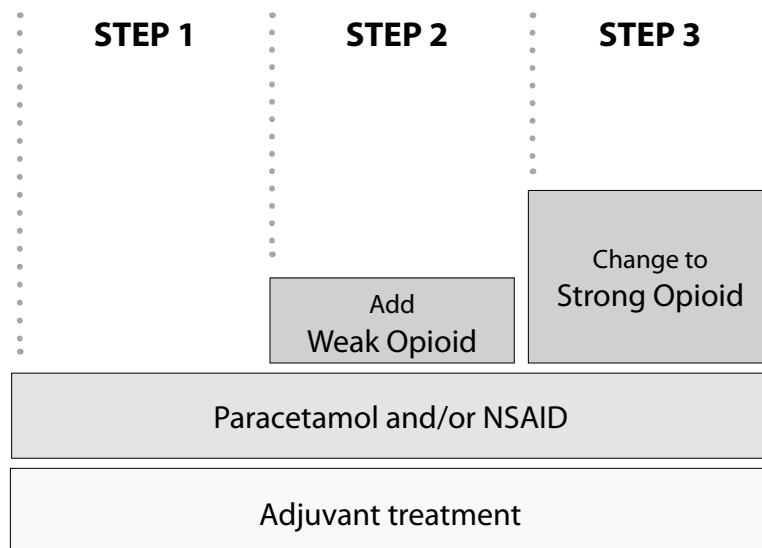 STEP 1
STEP 2
STEP 3
Change to
Strong Opioid
Add
Weak Opioid
Paracetamol and/or NSAID
Adjuvant treatment